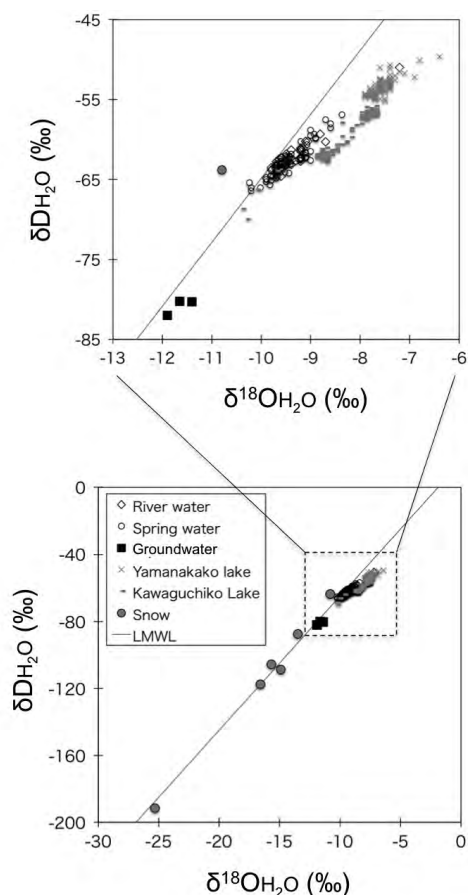 -45
-55
-65
-75
-85
δDH₂O (‰)
-13 -12 -11 -10 -9 -8 -7 -6
δ¹⁸OH₂O (‰)
0
-40
-80
-120
-160
-200
δDH₂O (‰)
River water
Spring water
Groundwater
Yamanakako lake
Kawaguchiko Lake
Snow
LMWL
-30 -25 -20 -15 -10 -5 0
δ¹⁸OH₂O (‰)